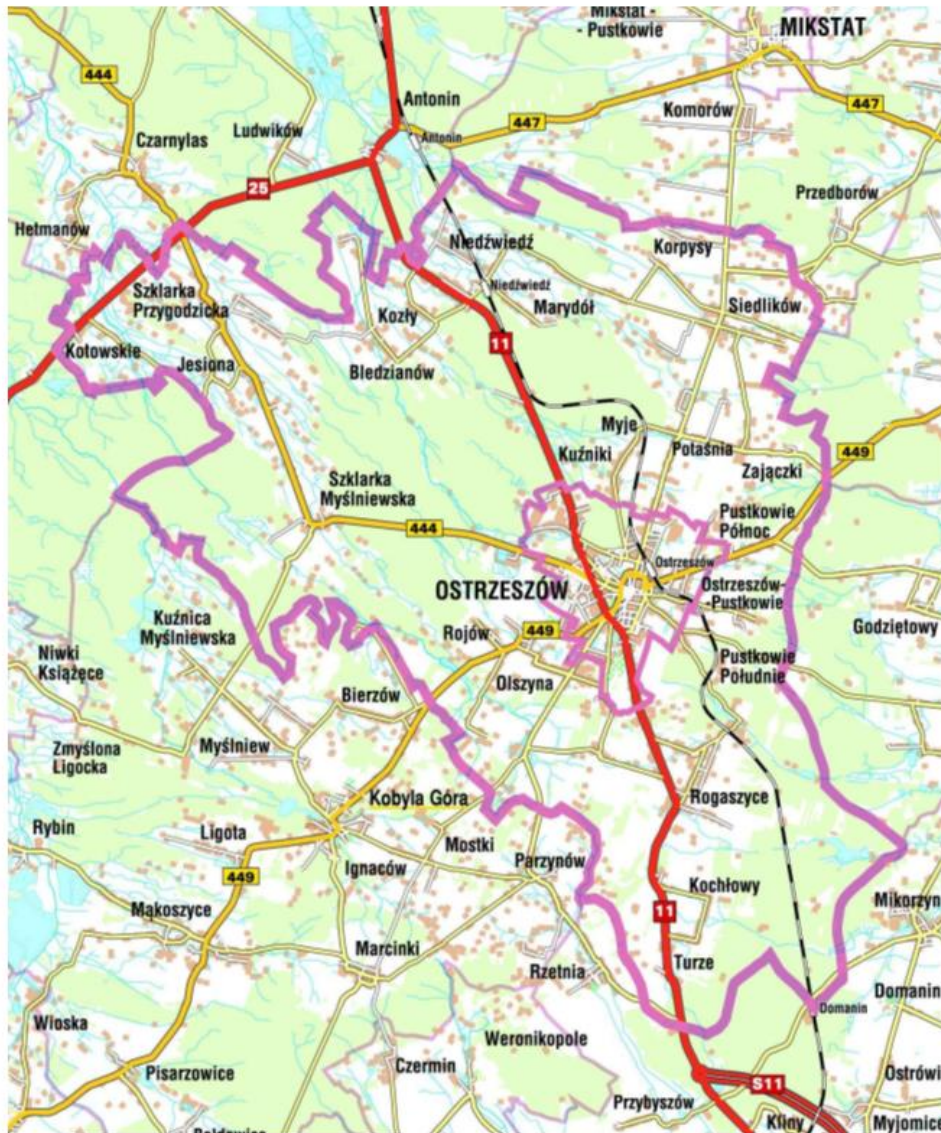 Mikstat -
- Pustkowie
MIKSTAT
444
Antonin
447
Komorów
447
Czarnylas
Ludwików
Antonin
25
Przedborów
Hetmanów
Niedźwiedź
Korpysy
Szklarka
Przygodzicka
Niedźwiedź
Kozły
Marydół
Siedlików
Kotowskie
Jesiona
11
Bledzianów
Myje
Potaśnia
449
Kuźniki
Zajączki
Szklarka
Myślniewska
444
Pustkowie
Północ
Ostrzeszów
OSTRZESZÓW
Ostrzeszów-
-Pustkowie
Kuźnica
Myślniewska
Rojów
449
Godziętowy
Niwki
Książęce
Olszyna
Pustkowie
Południe
Bierzów
Zmyślona
Ligocka
Myślniew
Kobyla Góra
Rogaszyce
Rybin
Ligota
Mostki
Ignaców
Parzynów
449
Kochłowy
Mikorzyn
Mąkoszyce
11
Marcinki
Rzetnia
Turze
Domanin
Domanin
Wioska
Weronikopole
Pisarzowice
Czermin
S11
Ostrówi
Przybyszów
Kliny
Myjomice